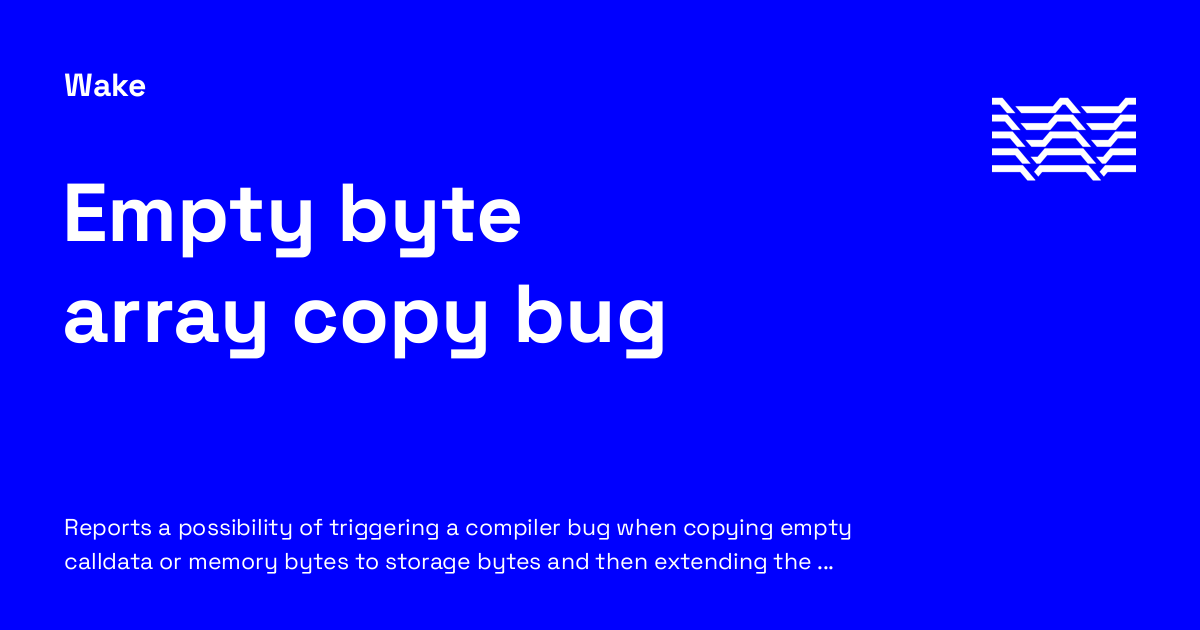 Wake
Empty byte
array copy bug
Reports a possibility of triggering a compiler bug when copying empty
calldata or memory bytes to storage bytes and then extending the ...